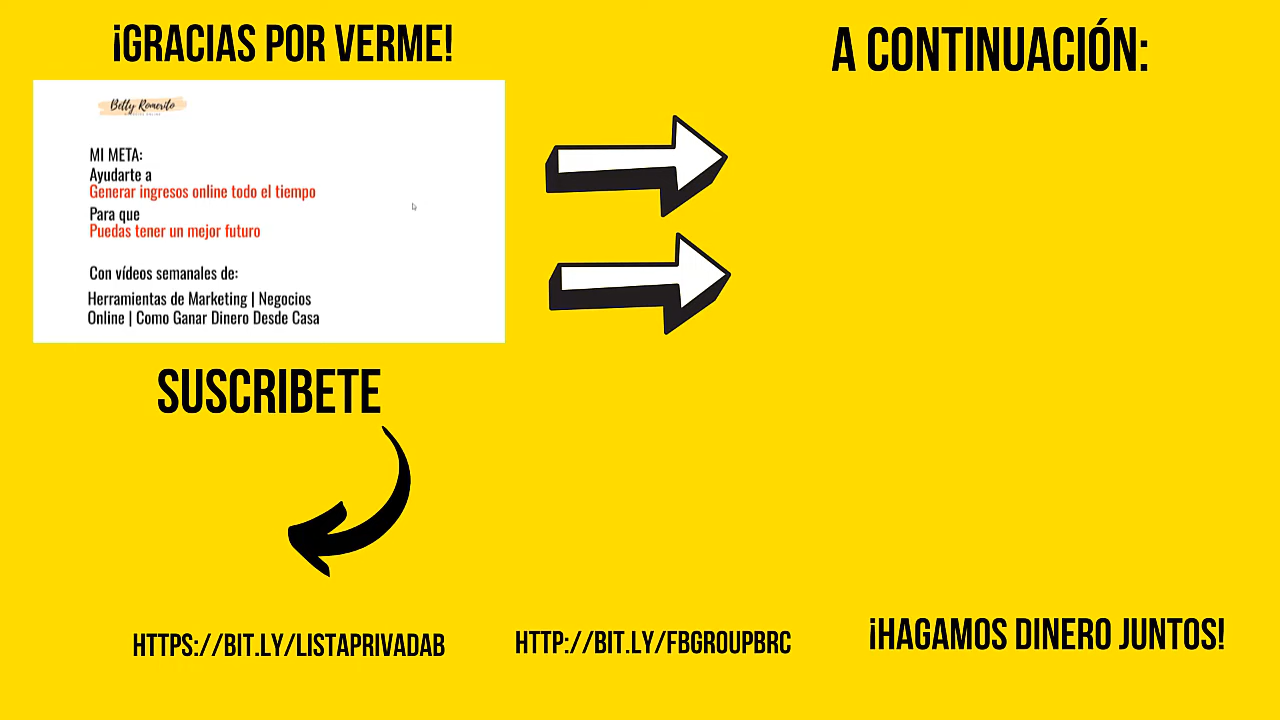 ¡GRACIAS POR VERME!
A CONTINUACIÓN:
Betty Romerito
MI META:
Ayudarte a
Generar ingresos online todo el tiempo
Para que
Puedas tener un mejor futuro
Con vídeos semanales de:
Herramientas de Marketing | Negocios
Online | Como Ganar Dinero Desde Casa
SUSCRIBETE
HTTPS://BIT.LY/LISTAPRIVADAB
HTTP://BIT.LY/FBGROUPBRC
¡HAGAMOS DINERO JUNTOS!